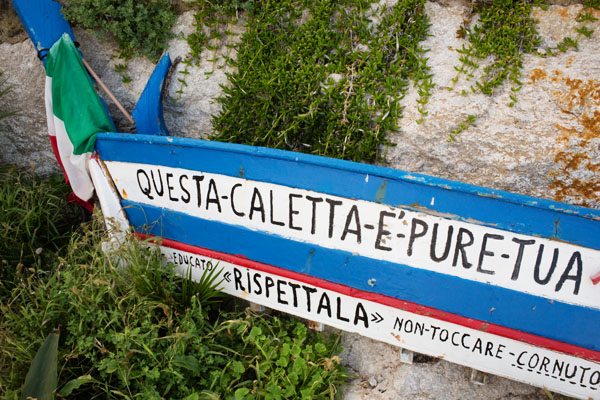 QUESTA-CALETTA-E'-PURE-TUA
-EDUCATO «RISPETTALA» NON-TOCCARE-CORNUTO